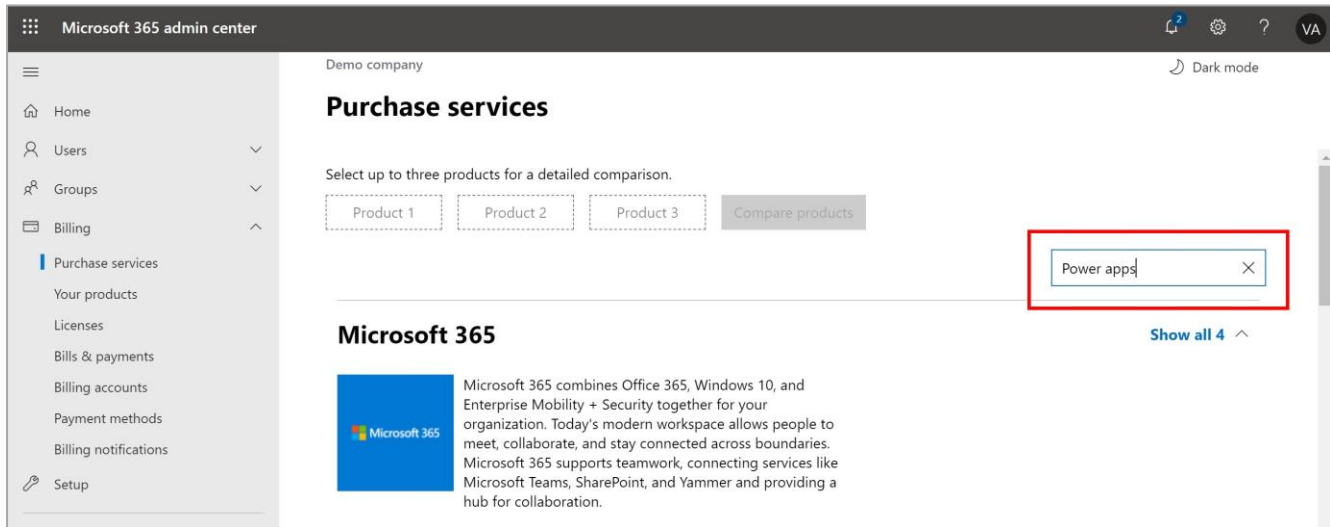 Microsoft 365 admin center
2
?
VA
Demo company
Dark mode
Home
Users
Groups
Billing
Purchase services
Your products
Licenses
Bills & payments
Billing accounts
Payment methods
Billing notifications
Setup
Purchase services
Select up to three products for a detailed comparison.
Product 1
Product 2
Product 3
Compare products
Power apps
Microsoft 365
Show all 4
Microsoft 365
Microsoft 365 combines Office 365, Windows 10, and
Enterprise Mobility + Security together for your
organization. Today's modern workspace allows people to
meet, collaborate, and stay connected across boundaries.
Microsoft 365 supports teamwork, connecting services like
Microsoft Teams, SharePoint, and Yammer and providing a
hub for collaboration.